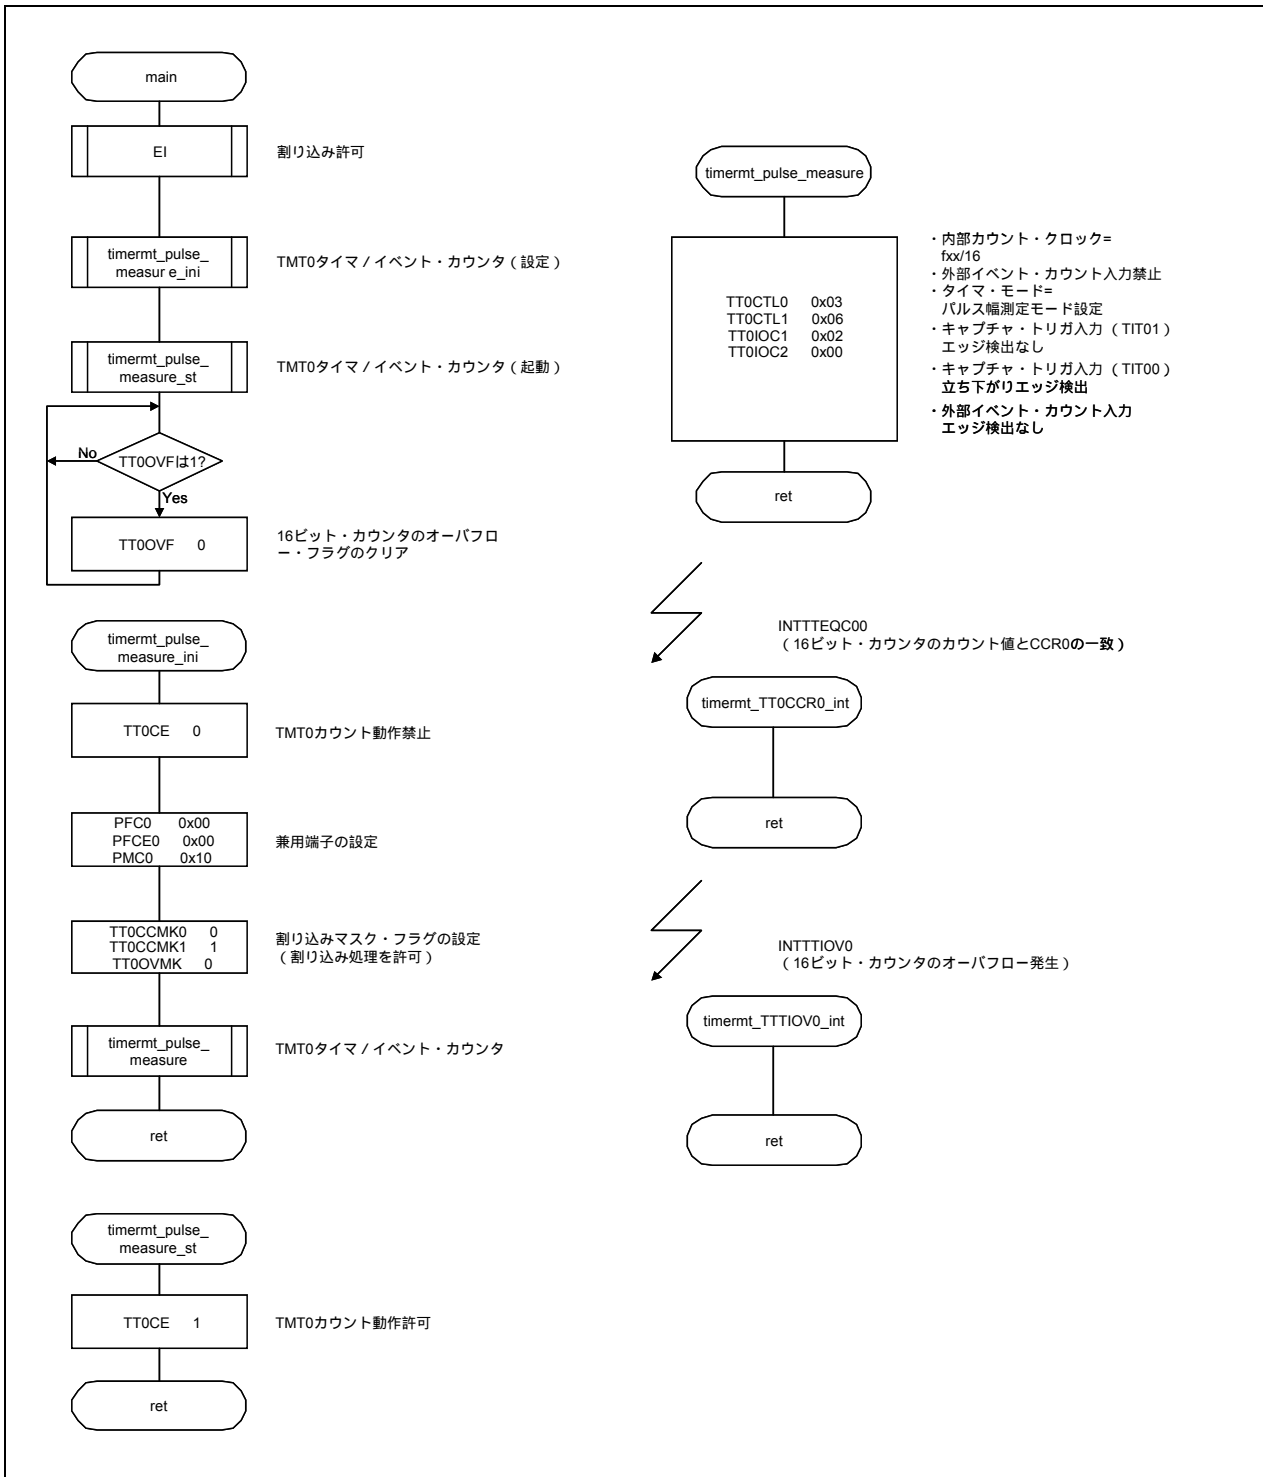 main
EI
割り込み許可
timermt_pulse_
measur e_ini
TMT0タイマ / イベント・カウンタ ( 設定 )
timermt_pulse_
measure_st
TMT0タイマ / イベント・カウンタ ( 起動 )
No
TT0OVFは1?
Yes
TT0OVF 0
16ビット・カウンタのオーバフロ
ー・フラグのクリア
timermt_pulse_
measure_ini
TT0CE 0
TMT0カウント動作禁止
PFC0 0x00
PFCE0 0x00
PMC0 0x10
兼用端子の設定
TT0CCMK0 0
TT0CCMK1 1
TT0OVMK 0
割り込みマスク・フラグの設定
( 割り込み処理を許可 )
timermt_pulse_
measure
TMT0タイマ / イベント・カウンタ
ret
timermt_pulse_
measure_st
TT0CE 1
TMT0カウント動作許可
ret
timermt_pulse_measure
TT0CTL0 0x03
TT0CTL1 0x06
TT0IOC1 0x02
TT0IOC2 0x00
・内部カウント・クロック=
fxx/16
・外部イベント・カウント入力禁止
・タイマ・モード=
パルス幅測定モード設定
・キャプチャ・トリガ入力 ( TIT01 )
エッジ検出なし
・キャプチャ・トリガ入力 ( TIT00 )
立ち下がりエッジ検出
・外部イベント・カウント入力
エッジ検出なし
ret
INTTTEQC00
( 16ビット・カウンタのカウント値とCCR0の一致 )
timermt_TT0CCR0_int
ret
INTTTIOV0
( 16ビット・カウンタのオーバフロー発生 )
timermt_TTTIOV0_int
ret